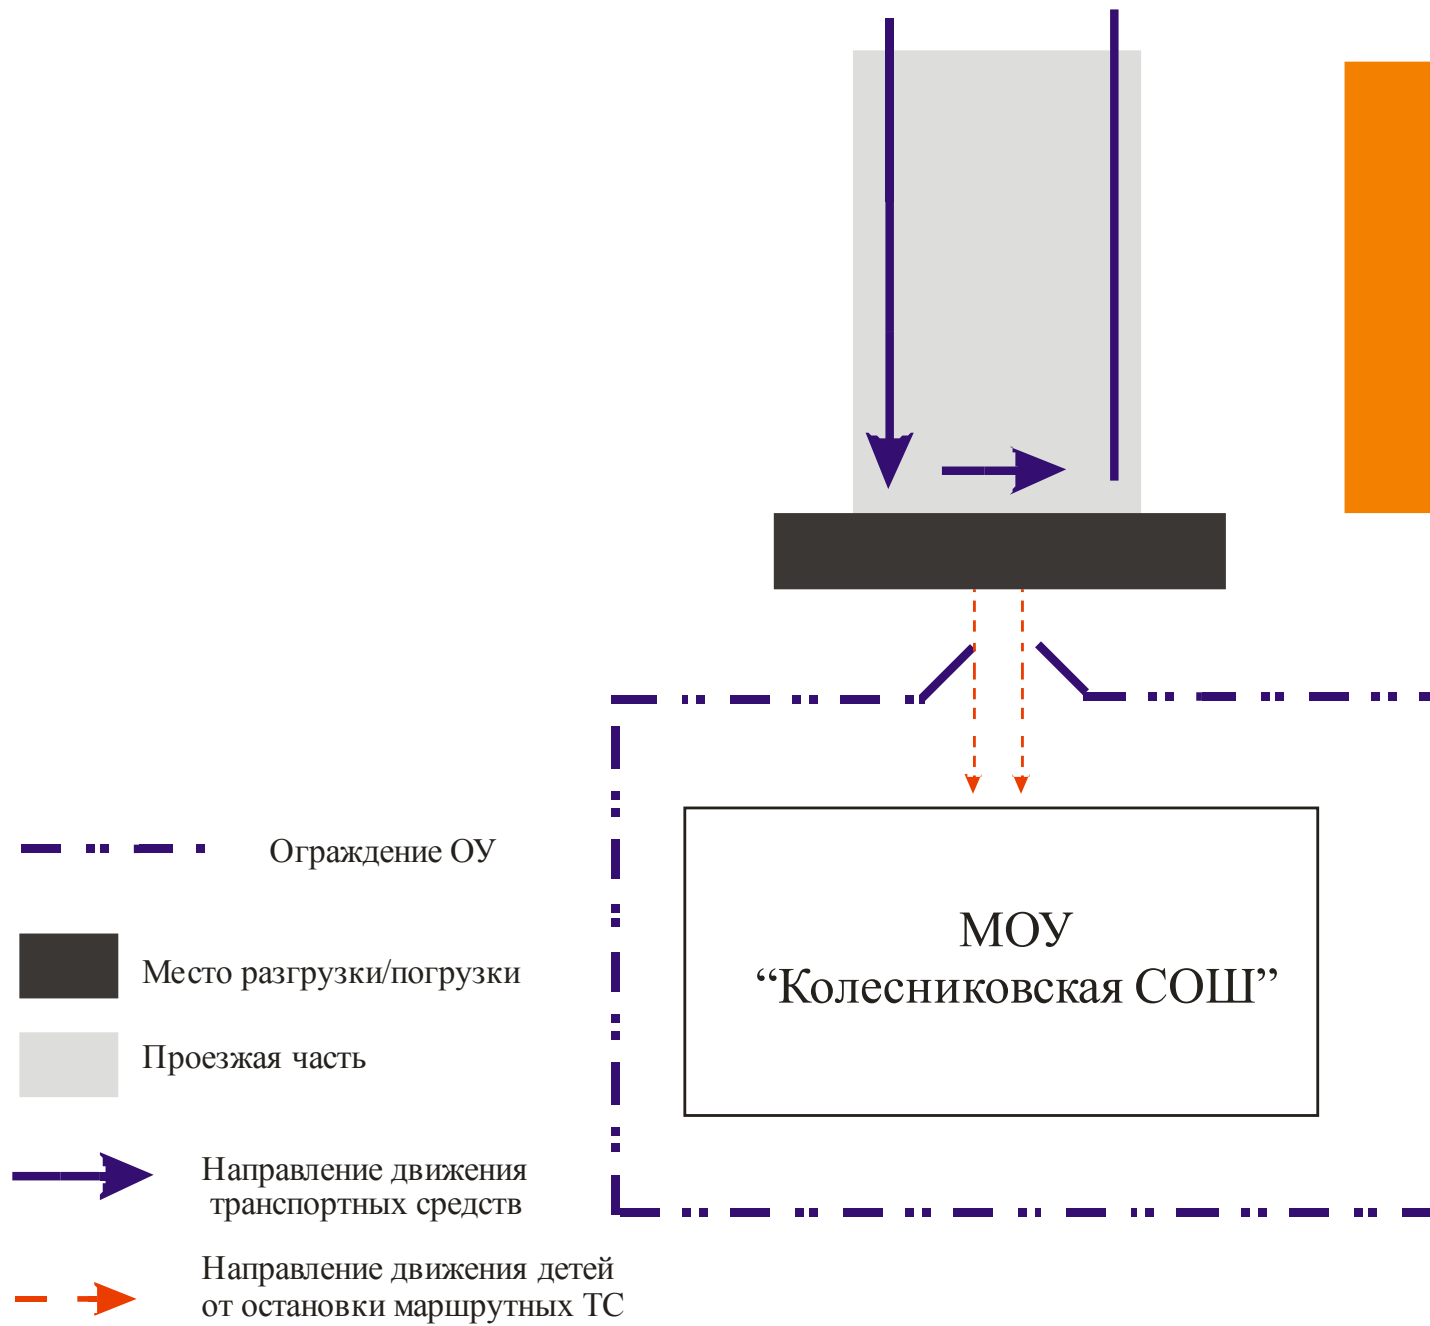 Ограждение ОУ
МОУ
“Колесниковская СОШ”
Место разгрузки/погрузки
Проезжая часть
Направление движения
транспортных средств
Направление движения детей
от остановки маршрутных ТС